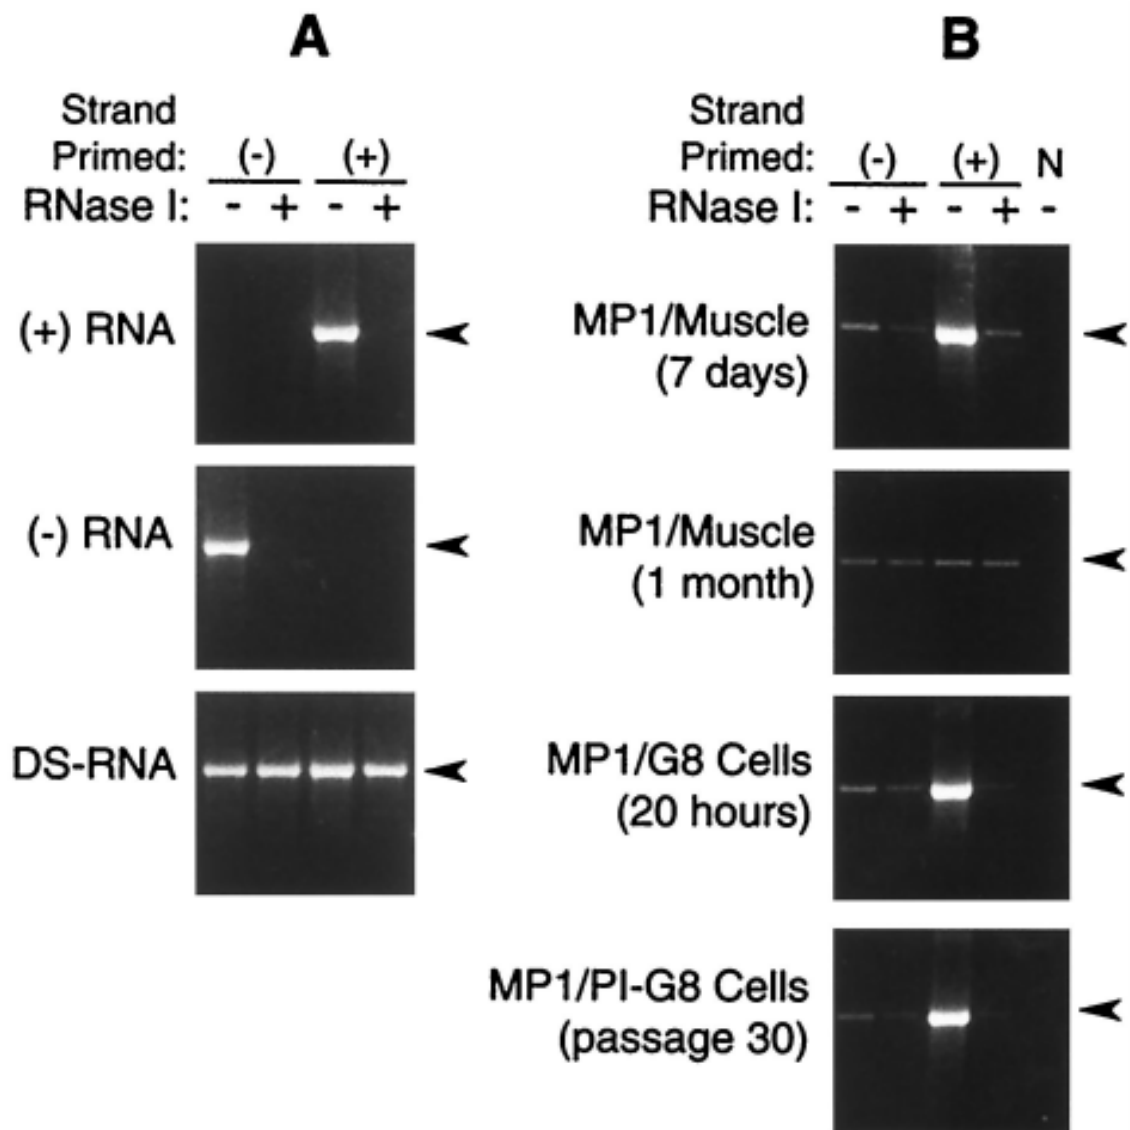 A
Strand
Primed: (-) (+)
RNase I: - + - +
(+) RNA
(-) RNA
DS-RNA
B
Strand
Primed: (-) (+) N
RNase I: - + - + -
MP1/Muscle
(7 days)
MP1/Muscle
(1 month)
MP1/G8 Cells
(20 hours)
MP1/PI-G8 Cells
(passage 30)